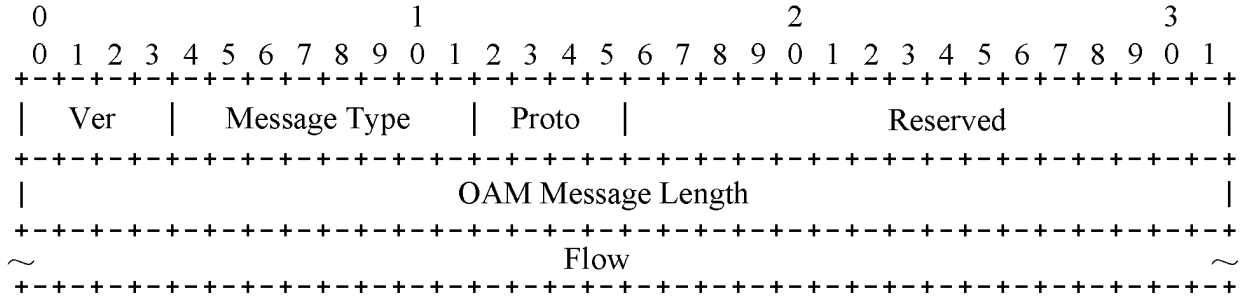 0 1 2 3
0 1 2 3 4 5 6 7 8 9 0 1 2 3 4 5 6 7 8 9 0 1 2 3 4 5 6 7 8 9 0 1
+-+-+-+-+-+-+-+-+-+-+-+-+-+-+-+-+-+-+-+-+-+-+-+-+-+-+-+-+-+-+-+-+
| Ver | Message Type | Proto | Reserved |
+-+-+-+-+-+-+-+-+-+-+-+-+-+-+-+-+-+-+-+-+-+-+-+-+-+-+-+-+-+-+-+-+
| OAM Message Length |
+-+-+-+-+-+-+-+-+-+-+-+-+-+-+-+-+-+-+-+-+-+-+-+-+-+-+-+-+-+-+-+-+
~ Flow ~
+-+-+-+-+-+-+-+-+-+-+-+-+-+-+-+-+-+-+-+-+-+-+-+-+-+-+-+-+-+-+-+-+